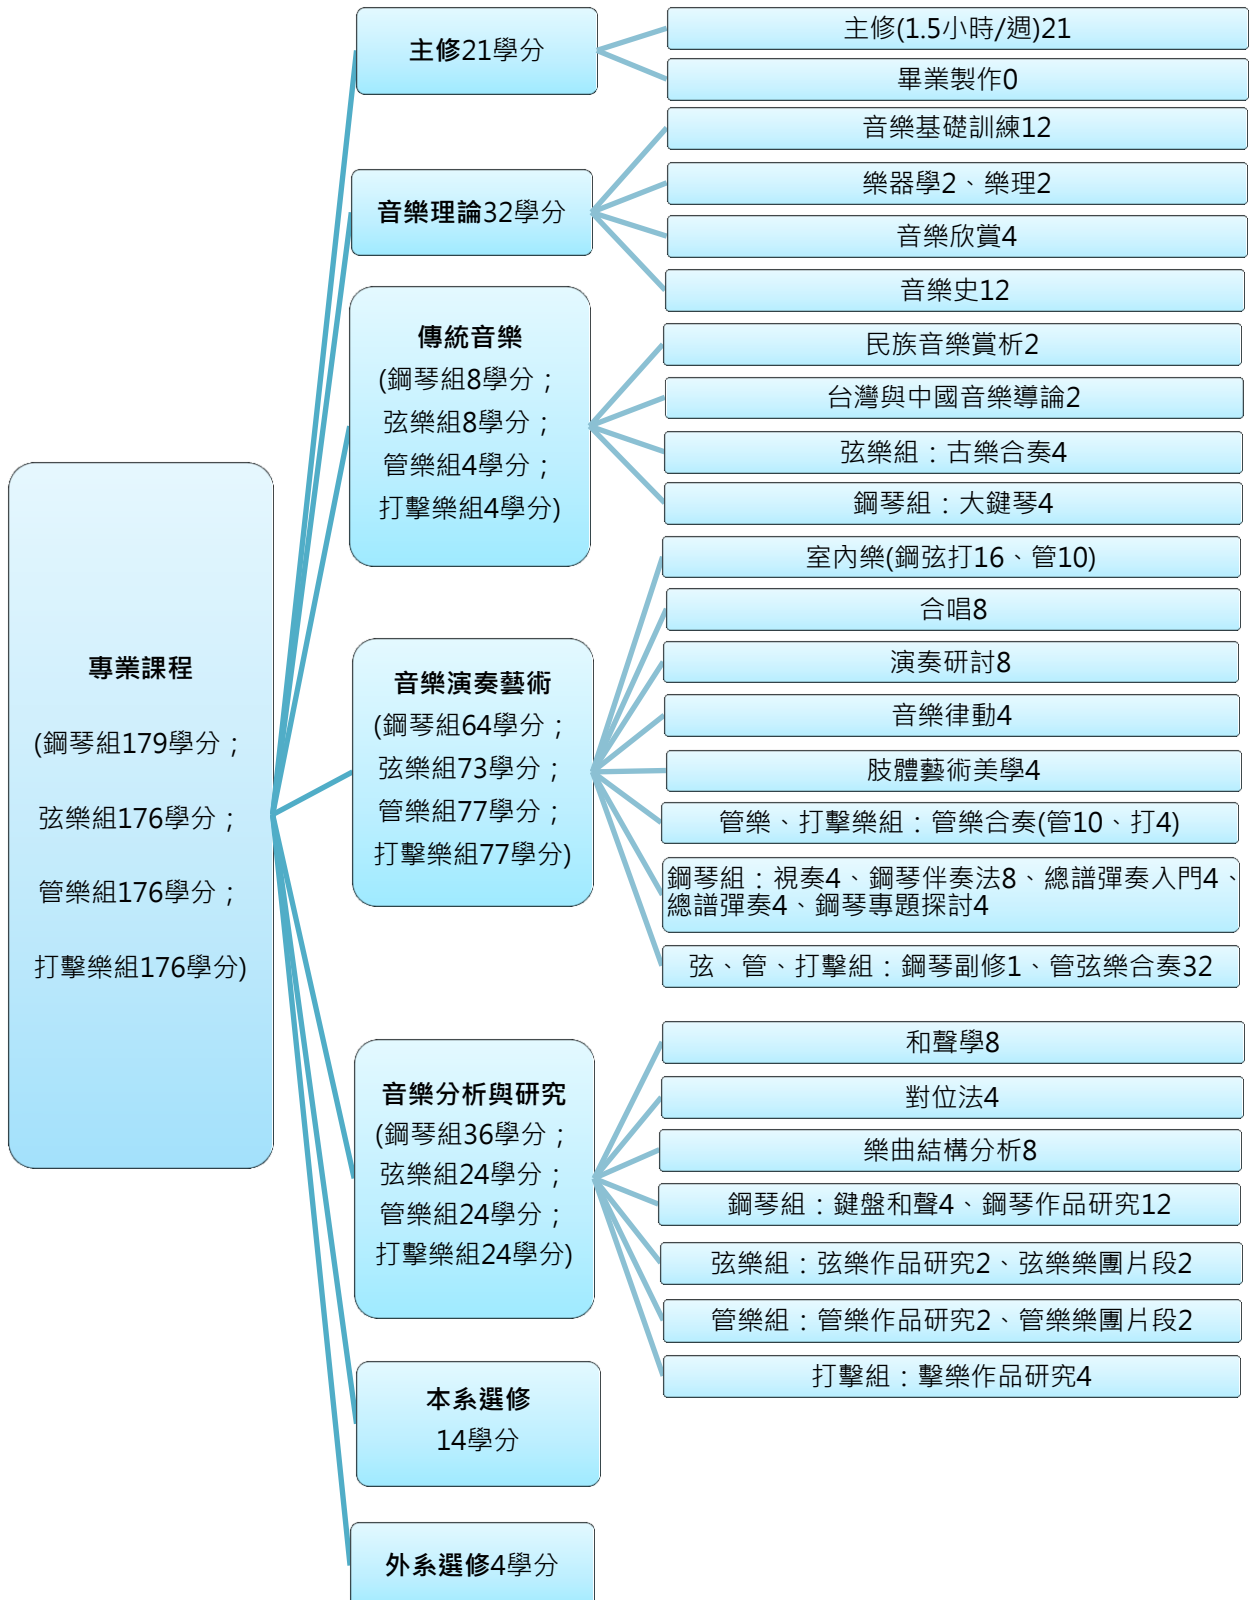 專業課程
(鋼琴組179學分；
弦樂組176學分；
管樂組176學分；
打擊樂組176學分)
主修21學分
主修(1.5小時/週)21
畢業製作0
音樂理論32學分
音樂基礎訓練12
樂器學2、樂理2
音樂欣賞4
音樂史12
傳統音樂
(鋼琴組8學分；
弦樂組8學分；
管樂組4學分；
打擊樂組4學分)
民族音樂賞析2
台灣與中國音樂導論2
弦樂組：古樂合奏4
鋼琴組：大鍵琴4
音樂演奏藝術
(鋼琴組64學分；
弦樂組73學分；
管樂組77學分；
打擊樂組77學分)
室內樂(鋼弦打16、管10)
合唱8
演奏研討8
音樂律動4
肢體藝術美學4
管樂、打擊樂組：管樂合奏(管10、打4)
鋼琴組：視奏4、鋼琴伴奏法8、總譜彈奏入門4、
總譜彈奏4、鋼琴專題探討4
弦、管、打擊組：鋼琴副修1、管弦樂合奏32
音樂分析與研究
(鋼琴組36學分；
弦樂組24學分；
管樂組24學分；
打擊樂組24學分)
和聲學8
對位法4
樂曲結構分析8
鋼琴組：鍵盤和聲4、鋼琴作品研究12
弦樂組：弦樂作品研究2、弦樂樂團片段2
管樂組：管樂作品研究2、管樂樂團片段2
打擊組：擊樂作品研究4
本系選修
14學分
外系選修4學分